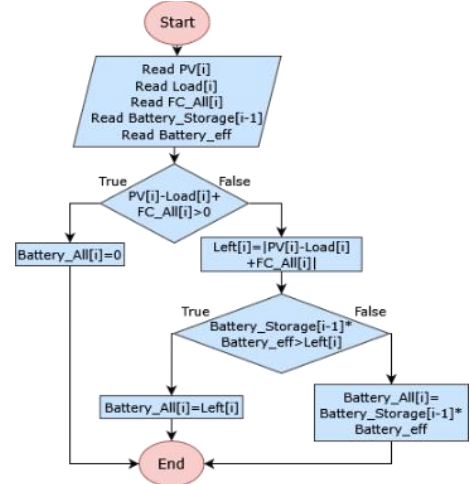 Start
Read PV[i]
Read Load[i]
Read FC_All[i]
Read Battery_Storage[i-1]
Read Battery_eff
True
False
PV[i]-Load[i]+
FC_All[i]>0
Battery_All[i]=0
Left[i]=|PV[i]-Load[i]
+FC_All[i]|
True
False
Battery_Storage[i-1]*
Battery_eff>Left[i]
Battery_All[i]=Left[i]
Battery_All[i]=
Battery_Storage[i-1]*
Battery_eff
End